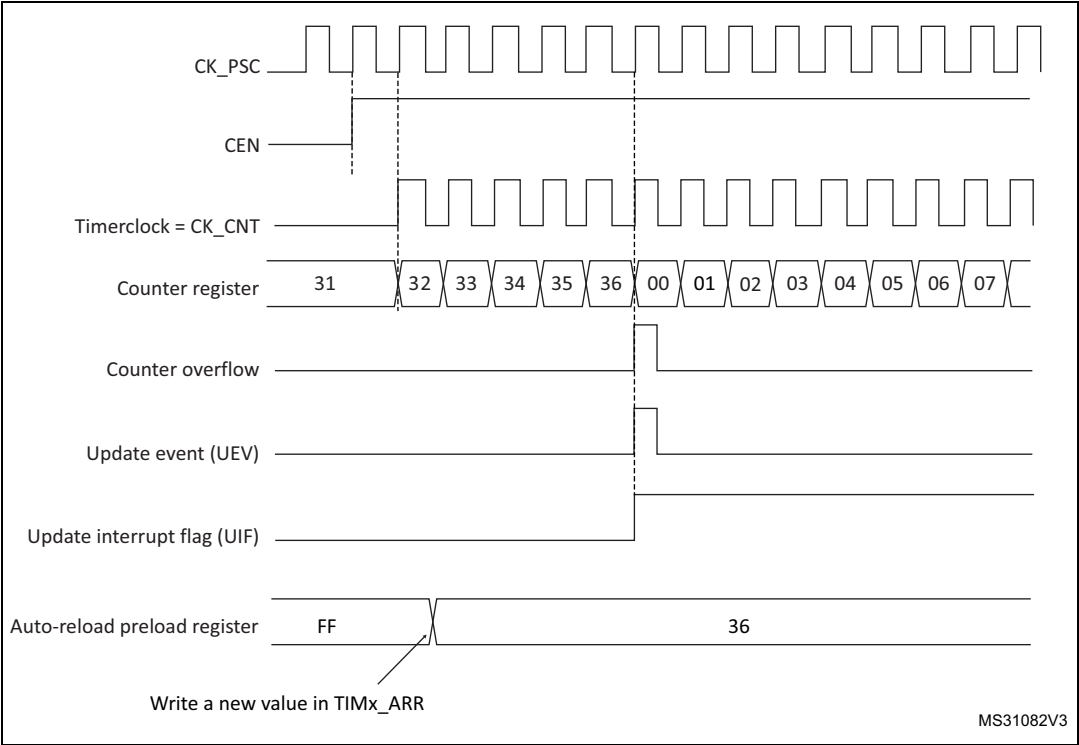 CK_PSC
CEN
Timerclock = CK_CNT
Counter register 31 32 33 34 35 36 00 01 02 03 04 05 06 07
Counter overflow
Update event (UEV)
Update interrupt flag (UIF)
Auto-reload preload register FF 36
Write a new value in TIMx_ARR
MS31082V3